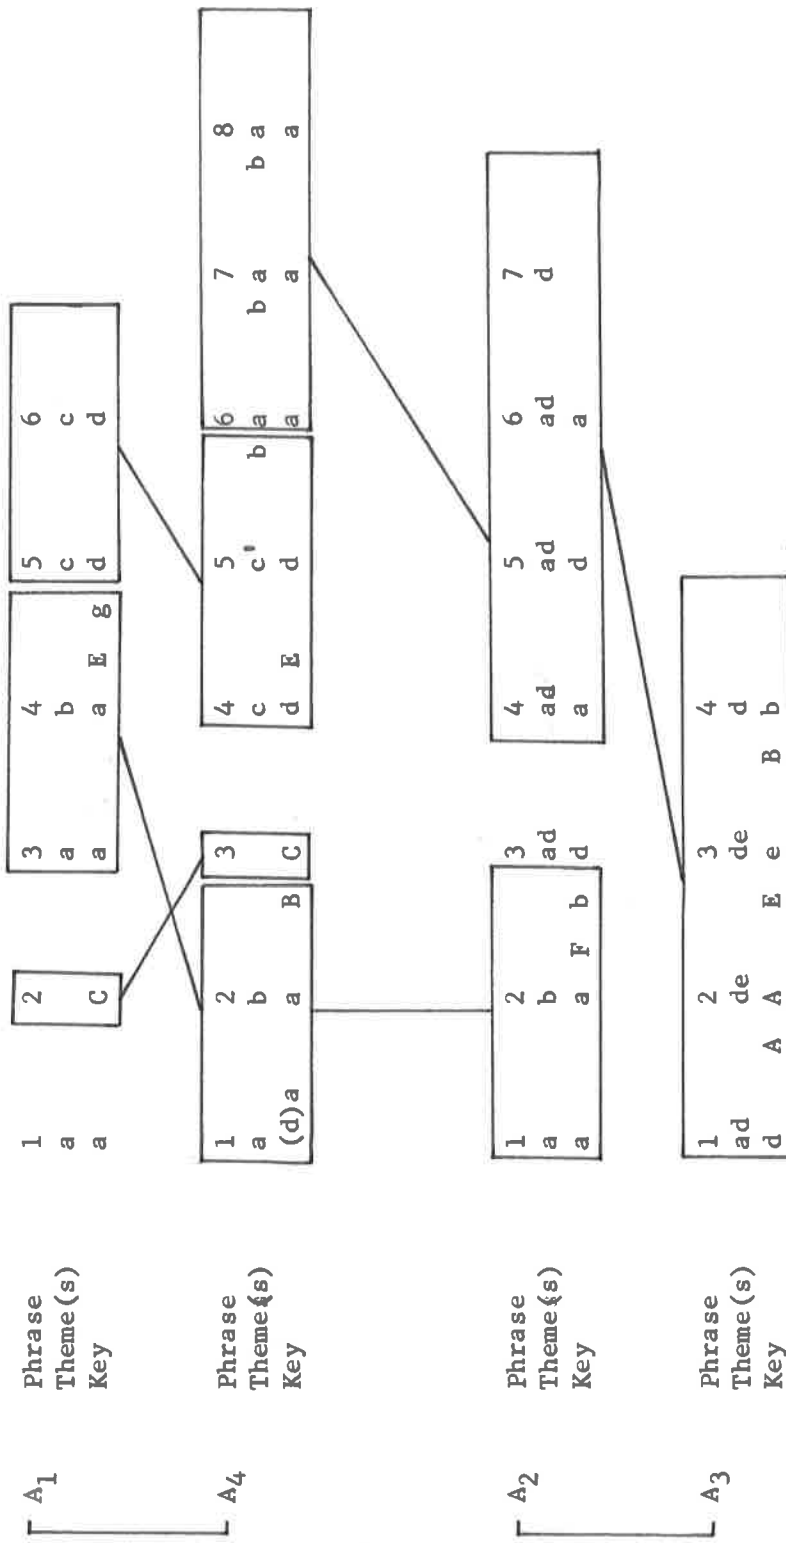 A1
Phrase 1 2 3 4 5 6
Theme(s) a a b c c
Key a C a a E g d d
A4
Phrase 1 2 3 4 5 6 7 8
Theme(s) a b c c' b a b a b a
Key (d)a a B C d E d a a a
A2
Phrase 1 2 3 4 5 6 7
Theme(s) a b ad ad ad ad d
Key a a F b d a d a
A3
Phrase 1 2 3 4
Theme(s) ad de de d
Key d A A E e B b